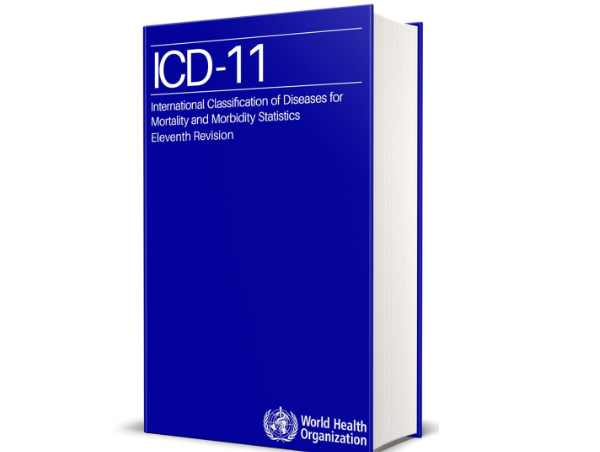 ICD-11
International Classification of Diseases for
Mortality and Morbidity Statistics
Eleventh Revision
World Health
Organization